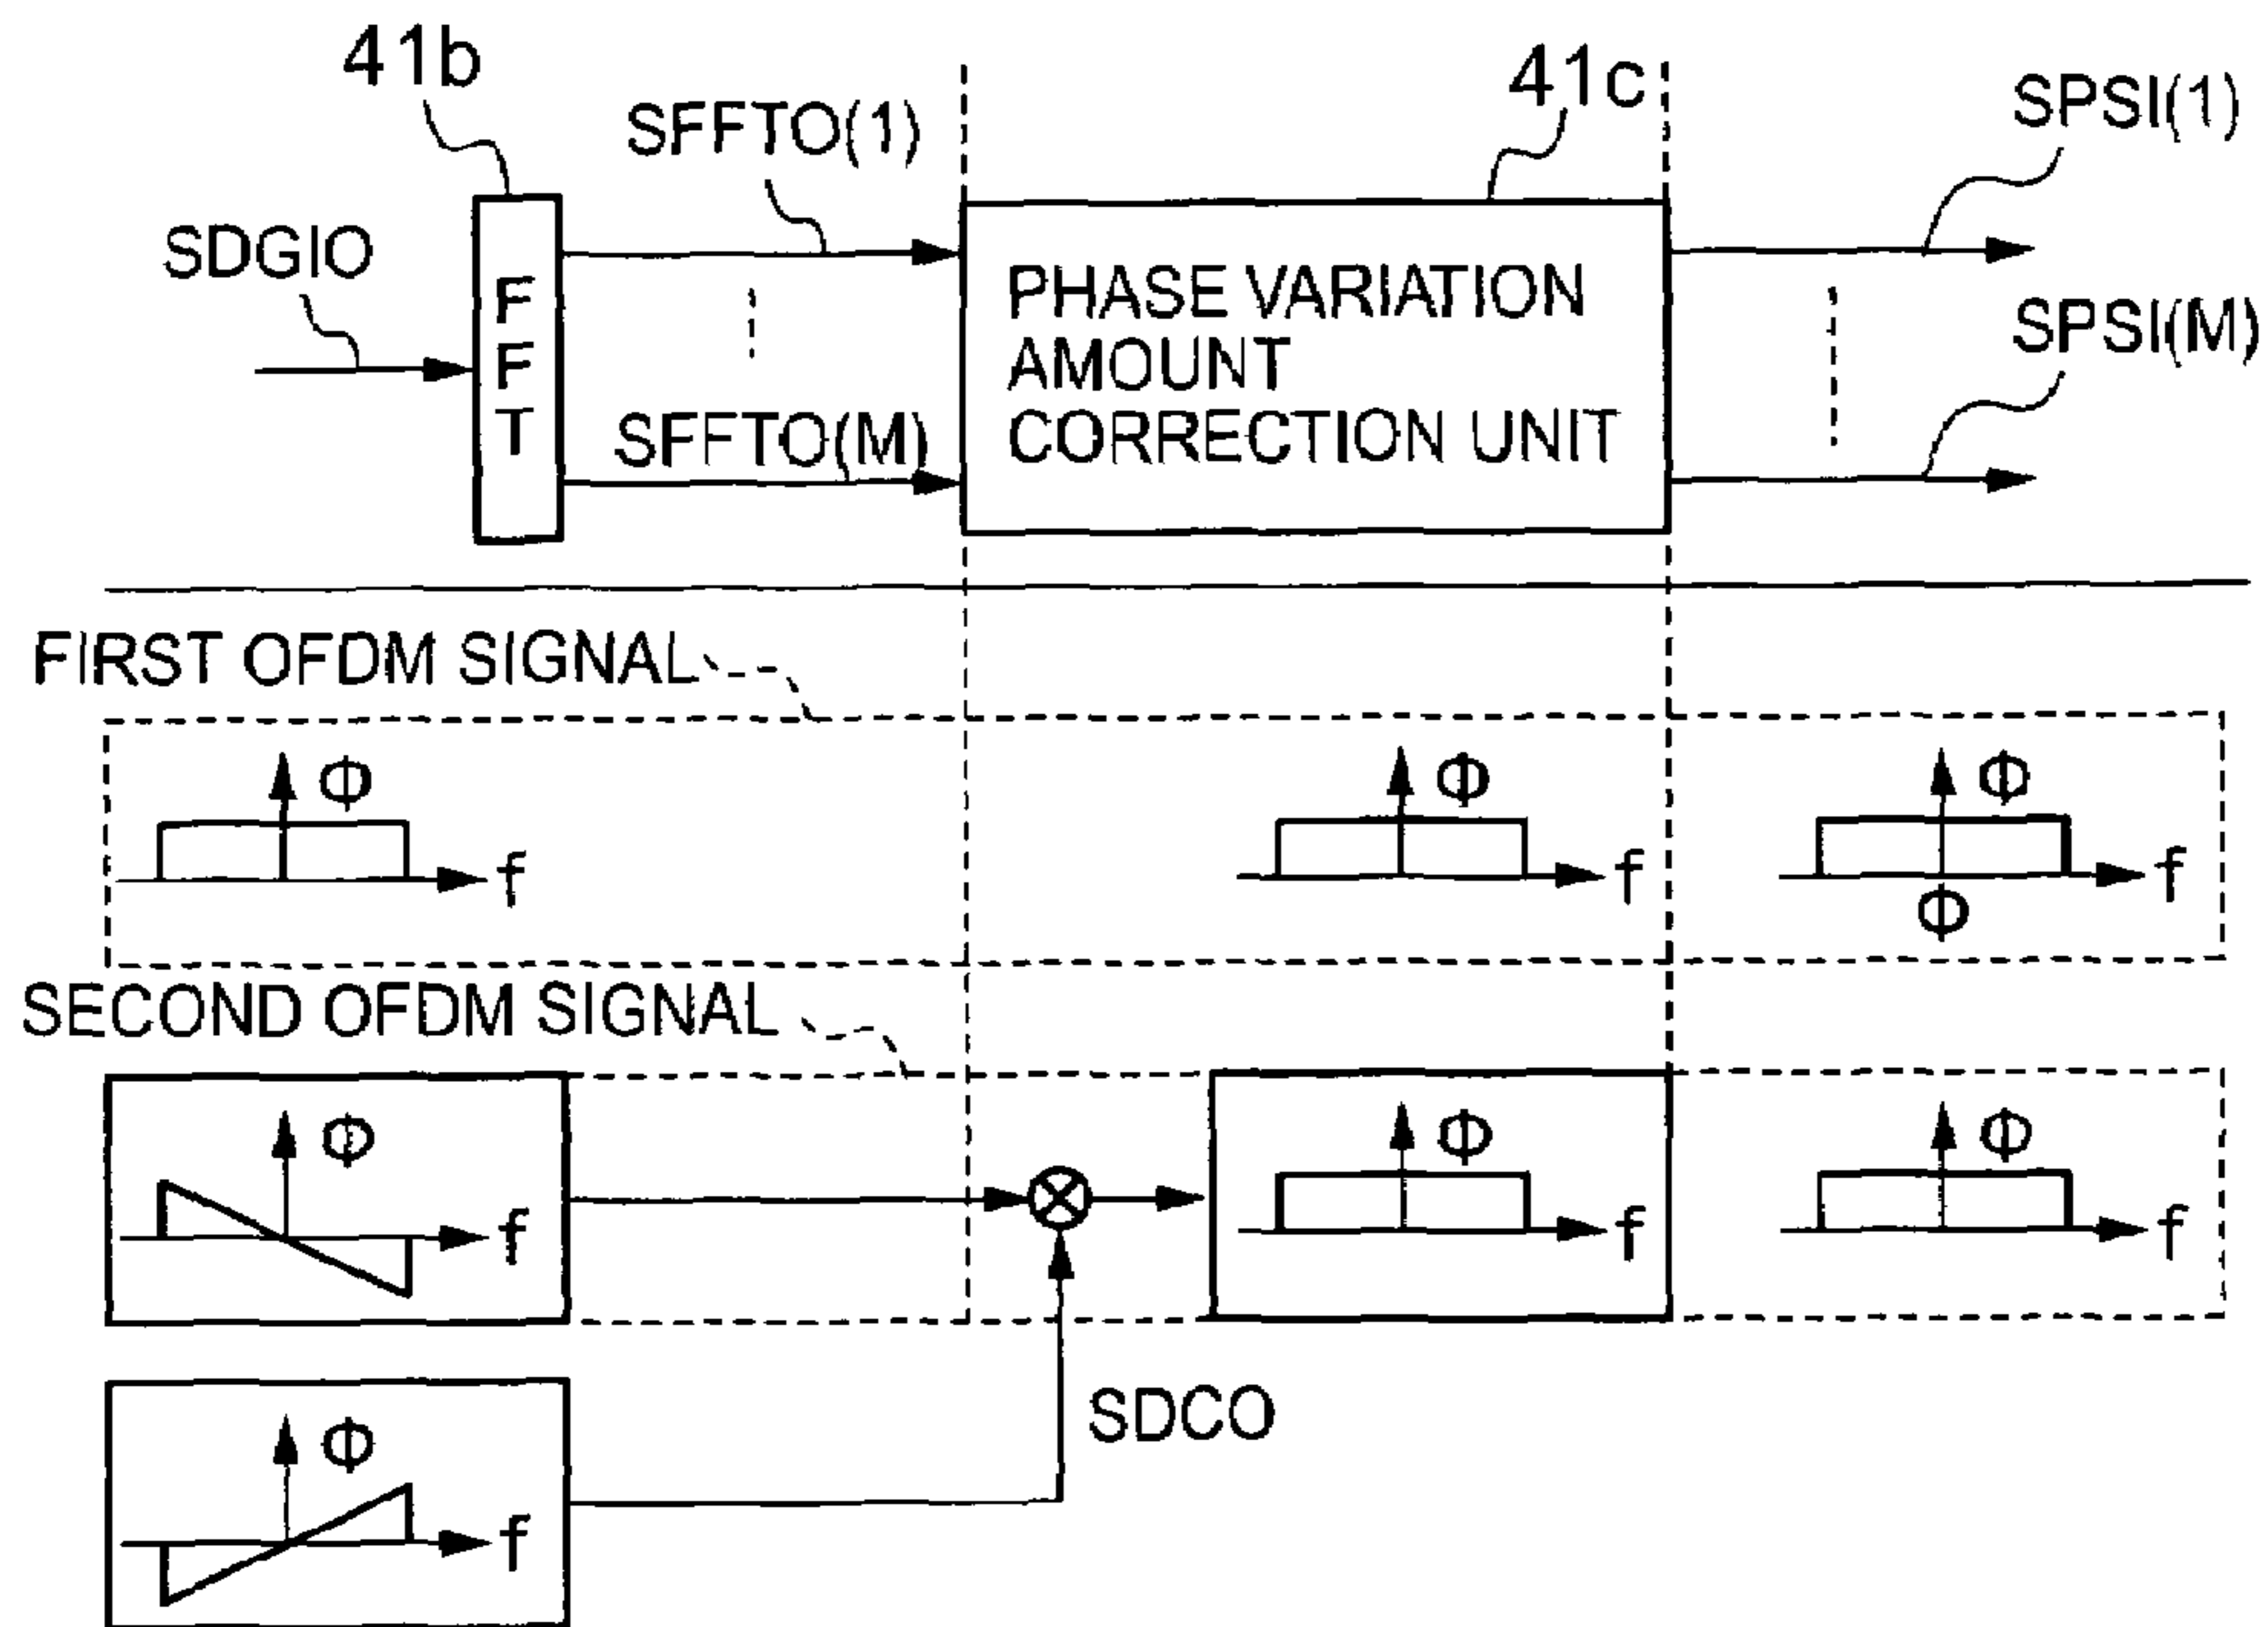 41b
SFFTO(1)
41c
SPSI(1)
SDGIO
FFT
PHASE VARIATION
AMOUNT
CORRECTION UNIT
SPSI(M)
SFFTO(M)
FIRST OFDM SIGNAL
Φ
f
Φ
f
Φ
f
Φ
SECOND OFDM SIGNAL
Φ
f
Φ
f
Φ
f
SDCO
Φ
f